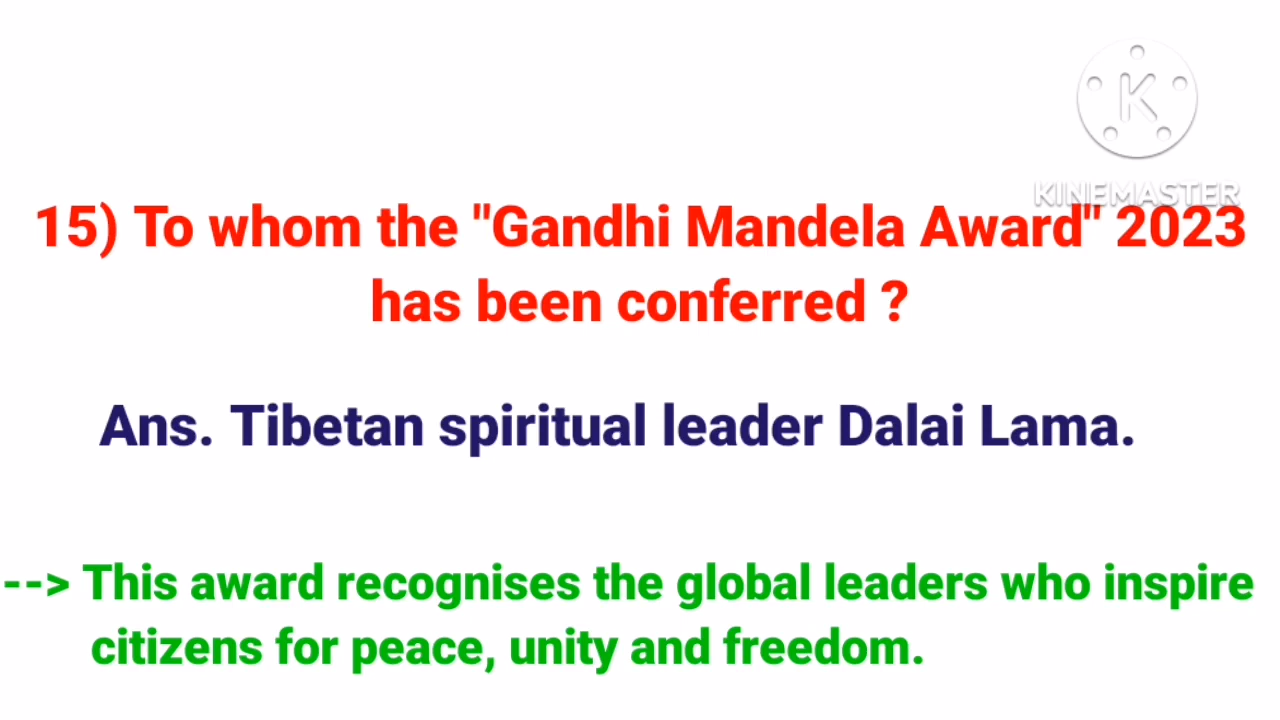 K
KINEMASTER
15) To whom the "Gandhi Mandela Award" 2023
has been conferred ?
Ans. Tibetan spiritual leader Dalai Lama.
--> This award recognises the global leaders who inspire
citizens for peace, unity and freedom.